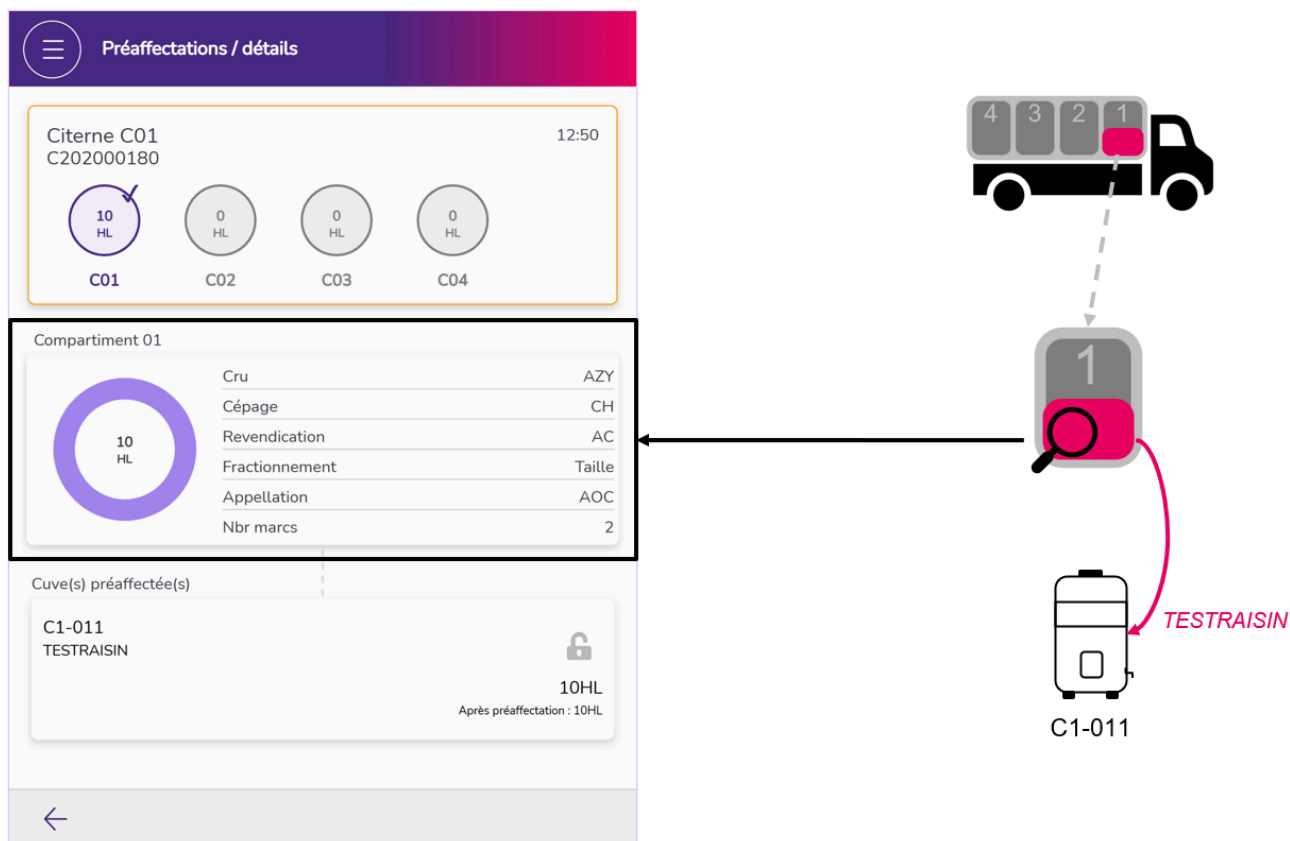 Préaffectations / détails
Citerne C01
12:50
C202000180
10
HL
0
HL
0
HL
0
HL
C01
C02
C03
C04
Compartiment 01
10
HL
Cru AZY
Cépage CH
Revendication AC
Fractionnement Taille
Appellation AOC
Nbr marcs 2
Cuve(s) préaffectée(s)
C1-011
TESTRAISIN
10HL
Après préaffectation : 10HL
4 3 2 1
1
TESTRAISIN
C1-011